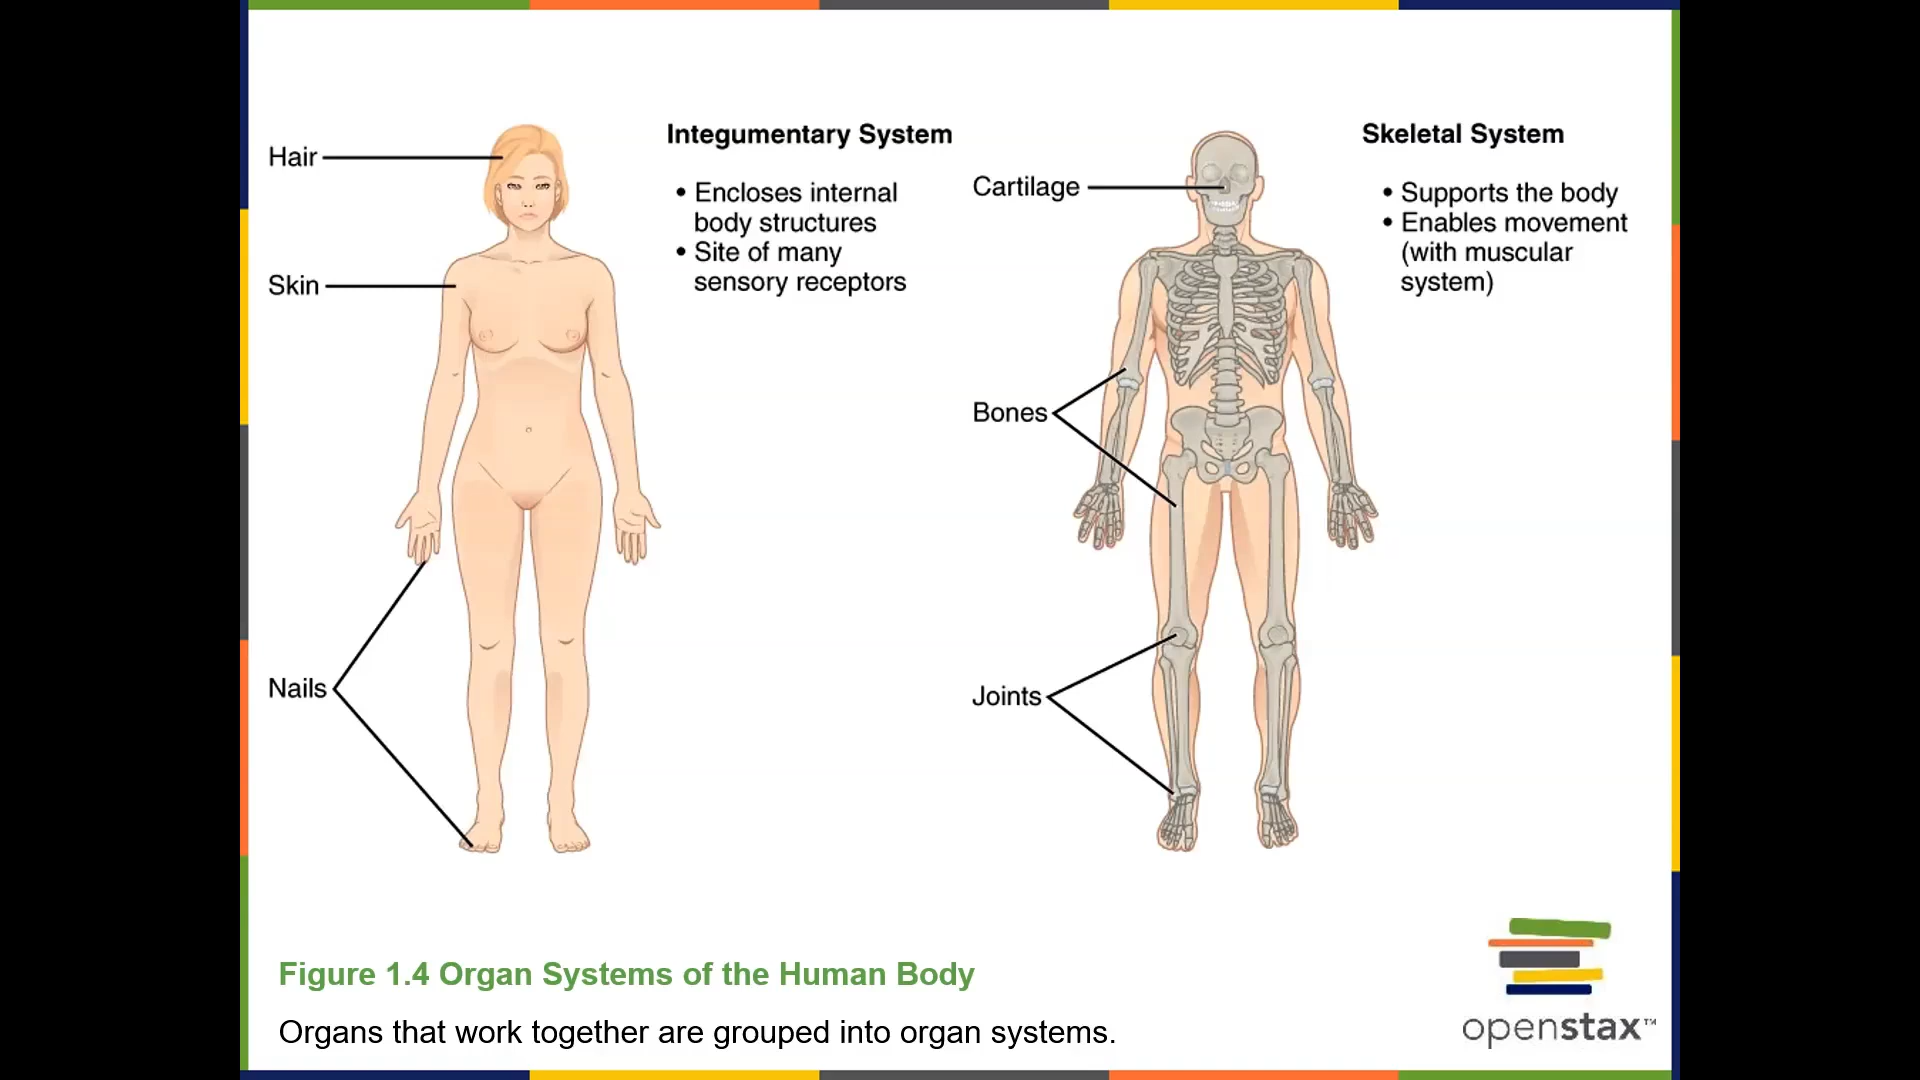 Hair
Skin
Nails
Integumentary System
• Encloses internal
body structures
• Site of many
sensory receptors
Cartilage
Bones
Joints
Skeletal System
• Supports the body
• Enables movement
(with muscular
system)
Figure 1.4 Organ Systems of the Human Body
Organs that work together are grouped into organ systems.
openstax™